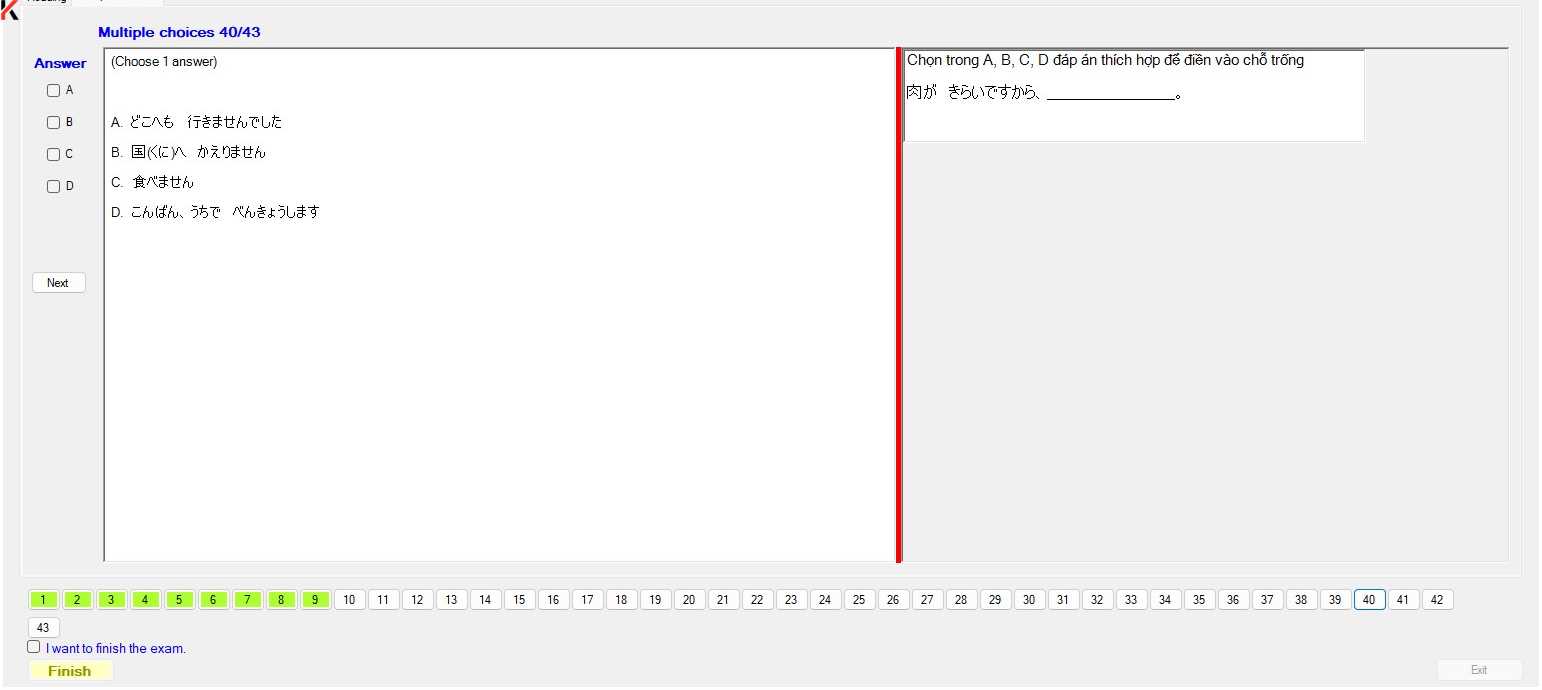 Multiple choices 40/43
Answer
A
B
C
D
Next
(Choose 1 answer)
A. どこへも 行きませんでした
B. 国(くに)へ かえりません
C. 食べません
D. こんばん、うちで べんきょうします
Chọn trong A, B, C, D đáp án thích hợp để điền vào chỗ trống
肉が きらいですから、________________。
1 2 3 4 5 6 7 8 9 10 11 12 13 14 15 16 17 18 19 20 21 22 23 24 25 26 27 28 29 30 31 32 33 34 35 36 37 38 39 40 41 42
43
I want to finish the exam.
Finish
Exit